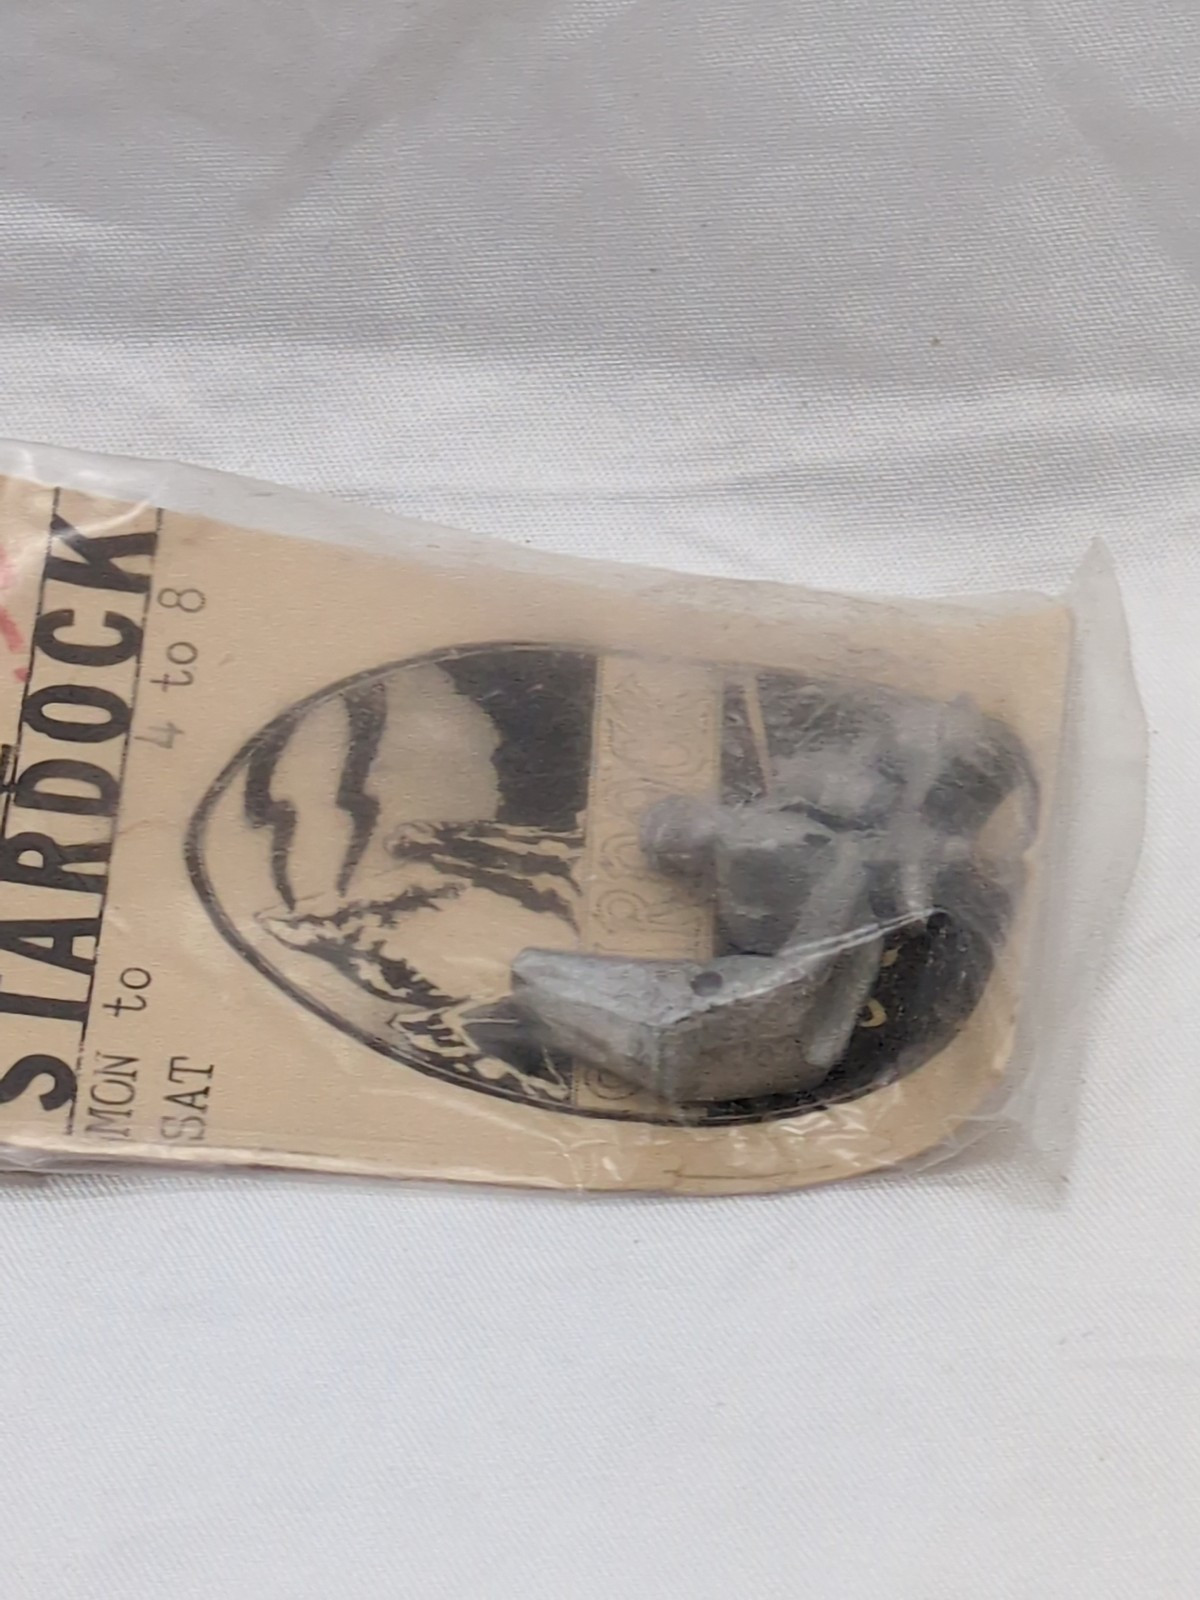 STARDOCK
MON to 4 to 8
SAT